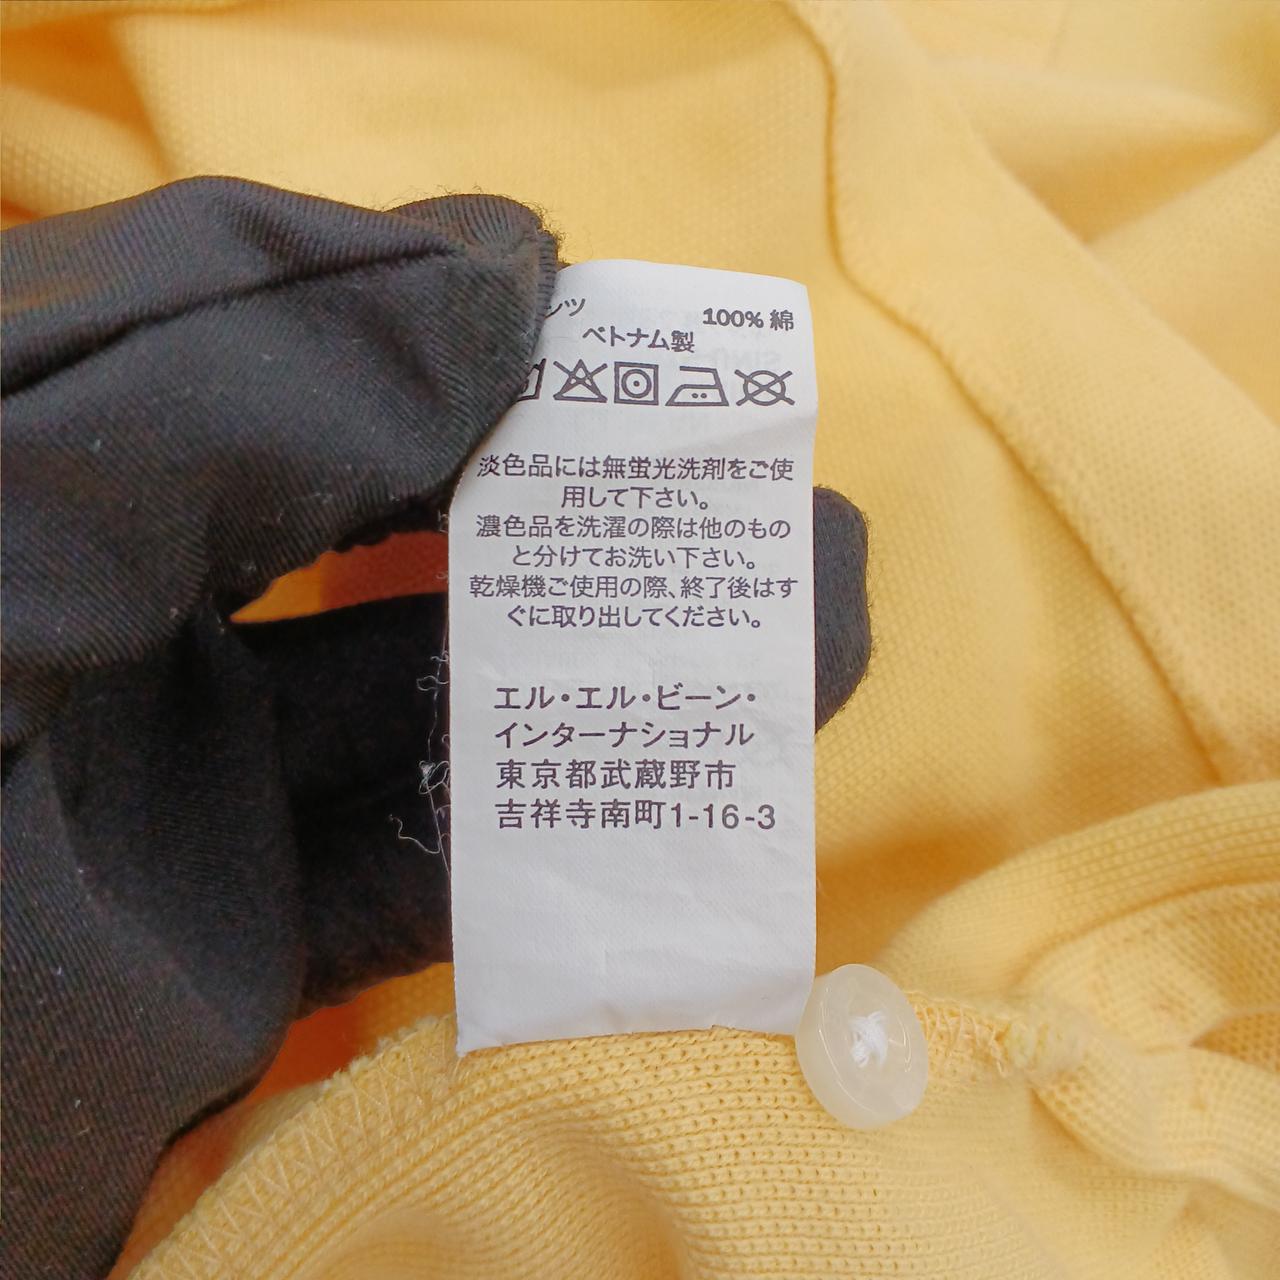 ンツ 100% 綿
ベトナム製
淡色品には無蛍光洗剤をご使
用して下さい。
濃色品を洗濯の際は他のもの
と分けてお洗い下さい。
乾燥機ご使用の際、終了後はす
ぐに取り出してください。
エル・エル・ビーン・
インターナショナル
東京都武蔵野市
吉祥寺南町1-16-3